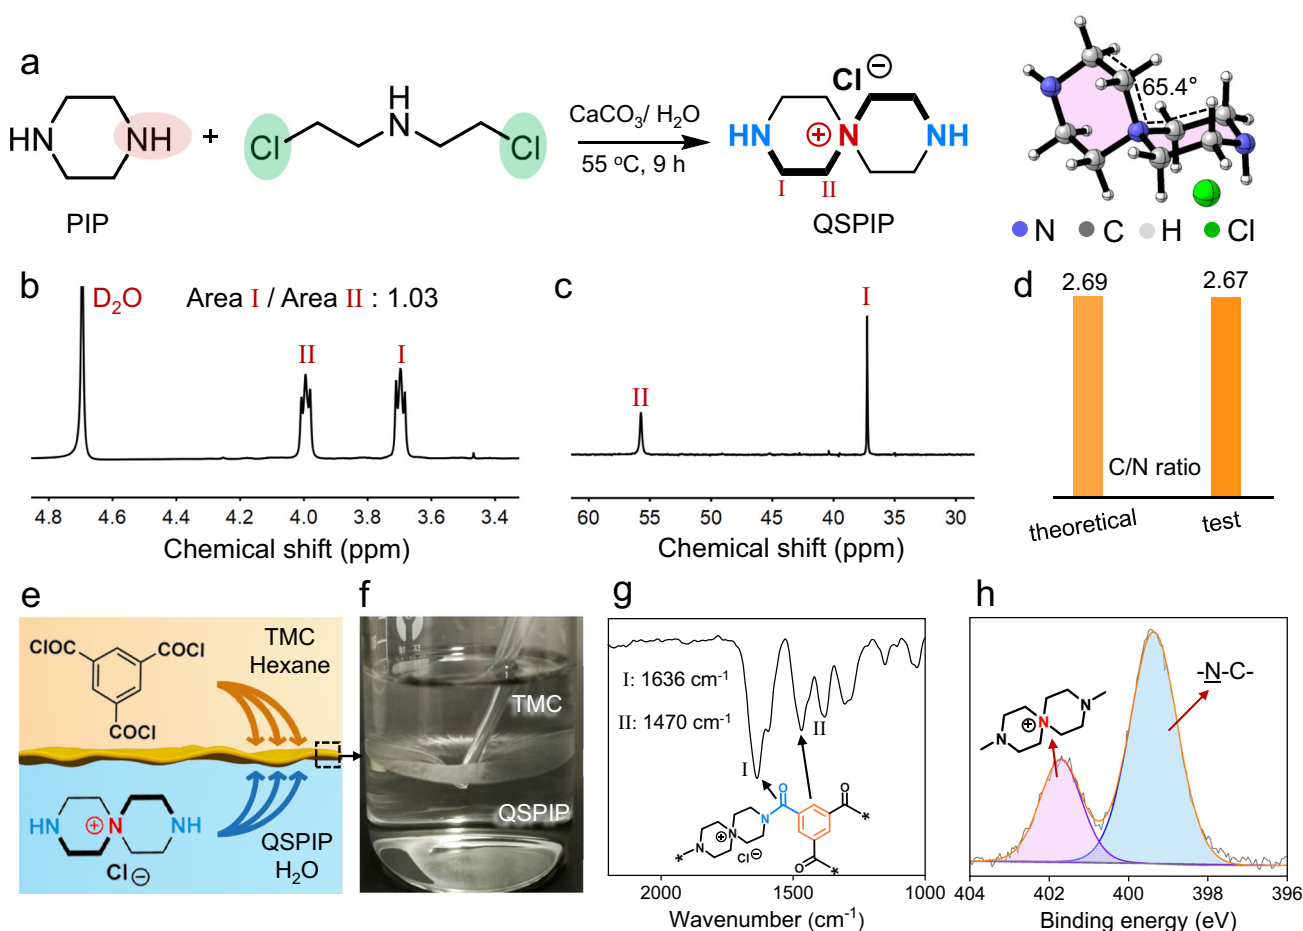 a
HN
NH
PIP
+
Cl
H
N
Cl
CaCO3/ H2O
55 oC, 9 h
Cl⊖
HN
⊕
N
NH
I
II
QSPIP
65.4°
N
C
H
Cl
b
D2O
Area I / Area II : 1.03
II
I
4.8 4.6 4.4 4.2 4.0 3.8 3.6 3.4
Chemical shift (ppm)
c
I
II
60 55 50 45 40 35 30
Chemical shift (ppm)
d
2.69
2.67
C/N ratio
theoretical
test
e
ClOC
COCl
COCl
TMC
Hexane
HN
⊕
N
NH
Cl⊖
QSPIP
H2O
f
TMC
QSPIP
g
I: 1636 cm-1
II: 1470 cm-1
II
I
O
N
⊕
N
N
Cl⊖
O
O
*
*
*
2000 1500 1000
Wavenumber (cm-1)
h
-N-C-
N
⊕
N
N
404 402 400 398 396
Binding energy (eV)